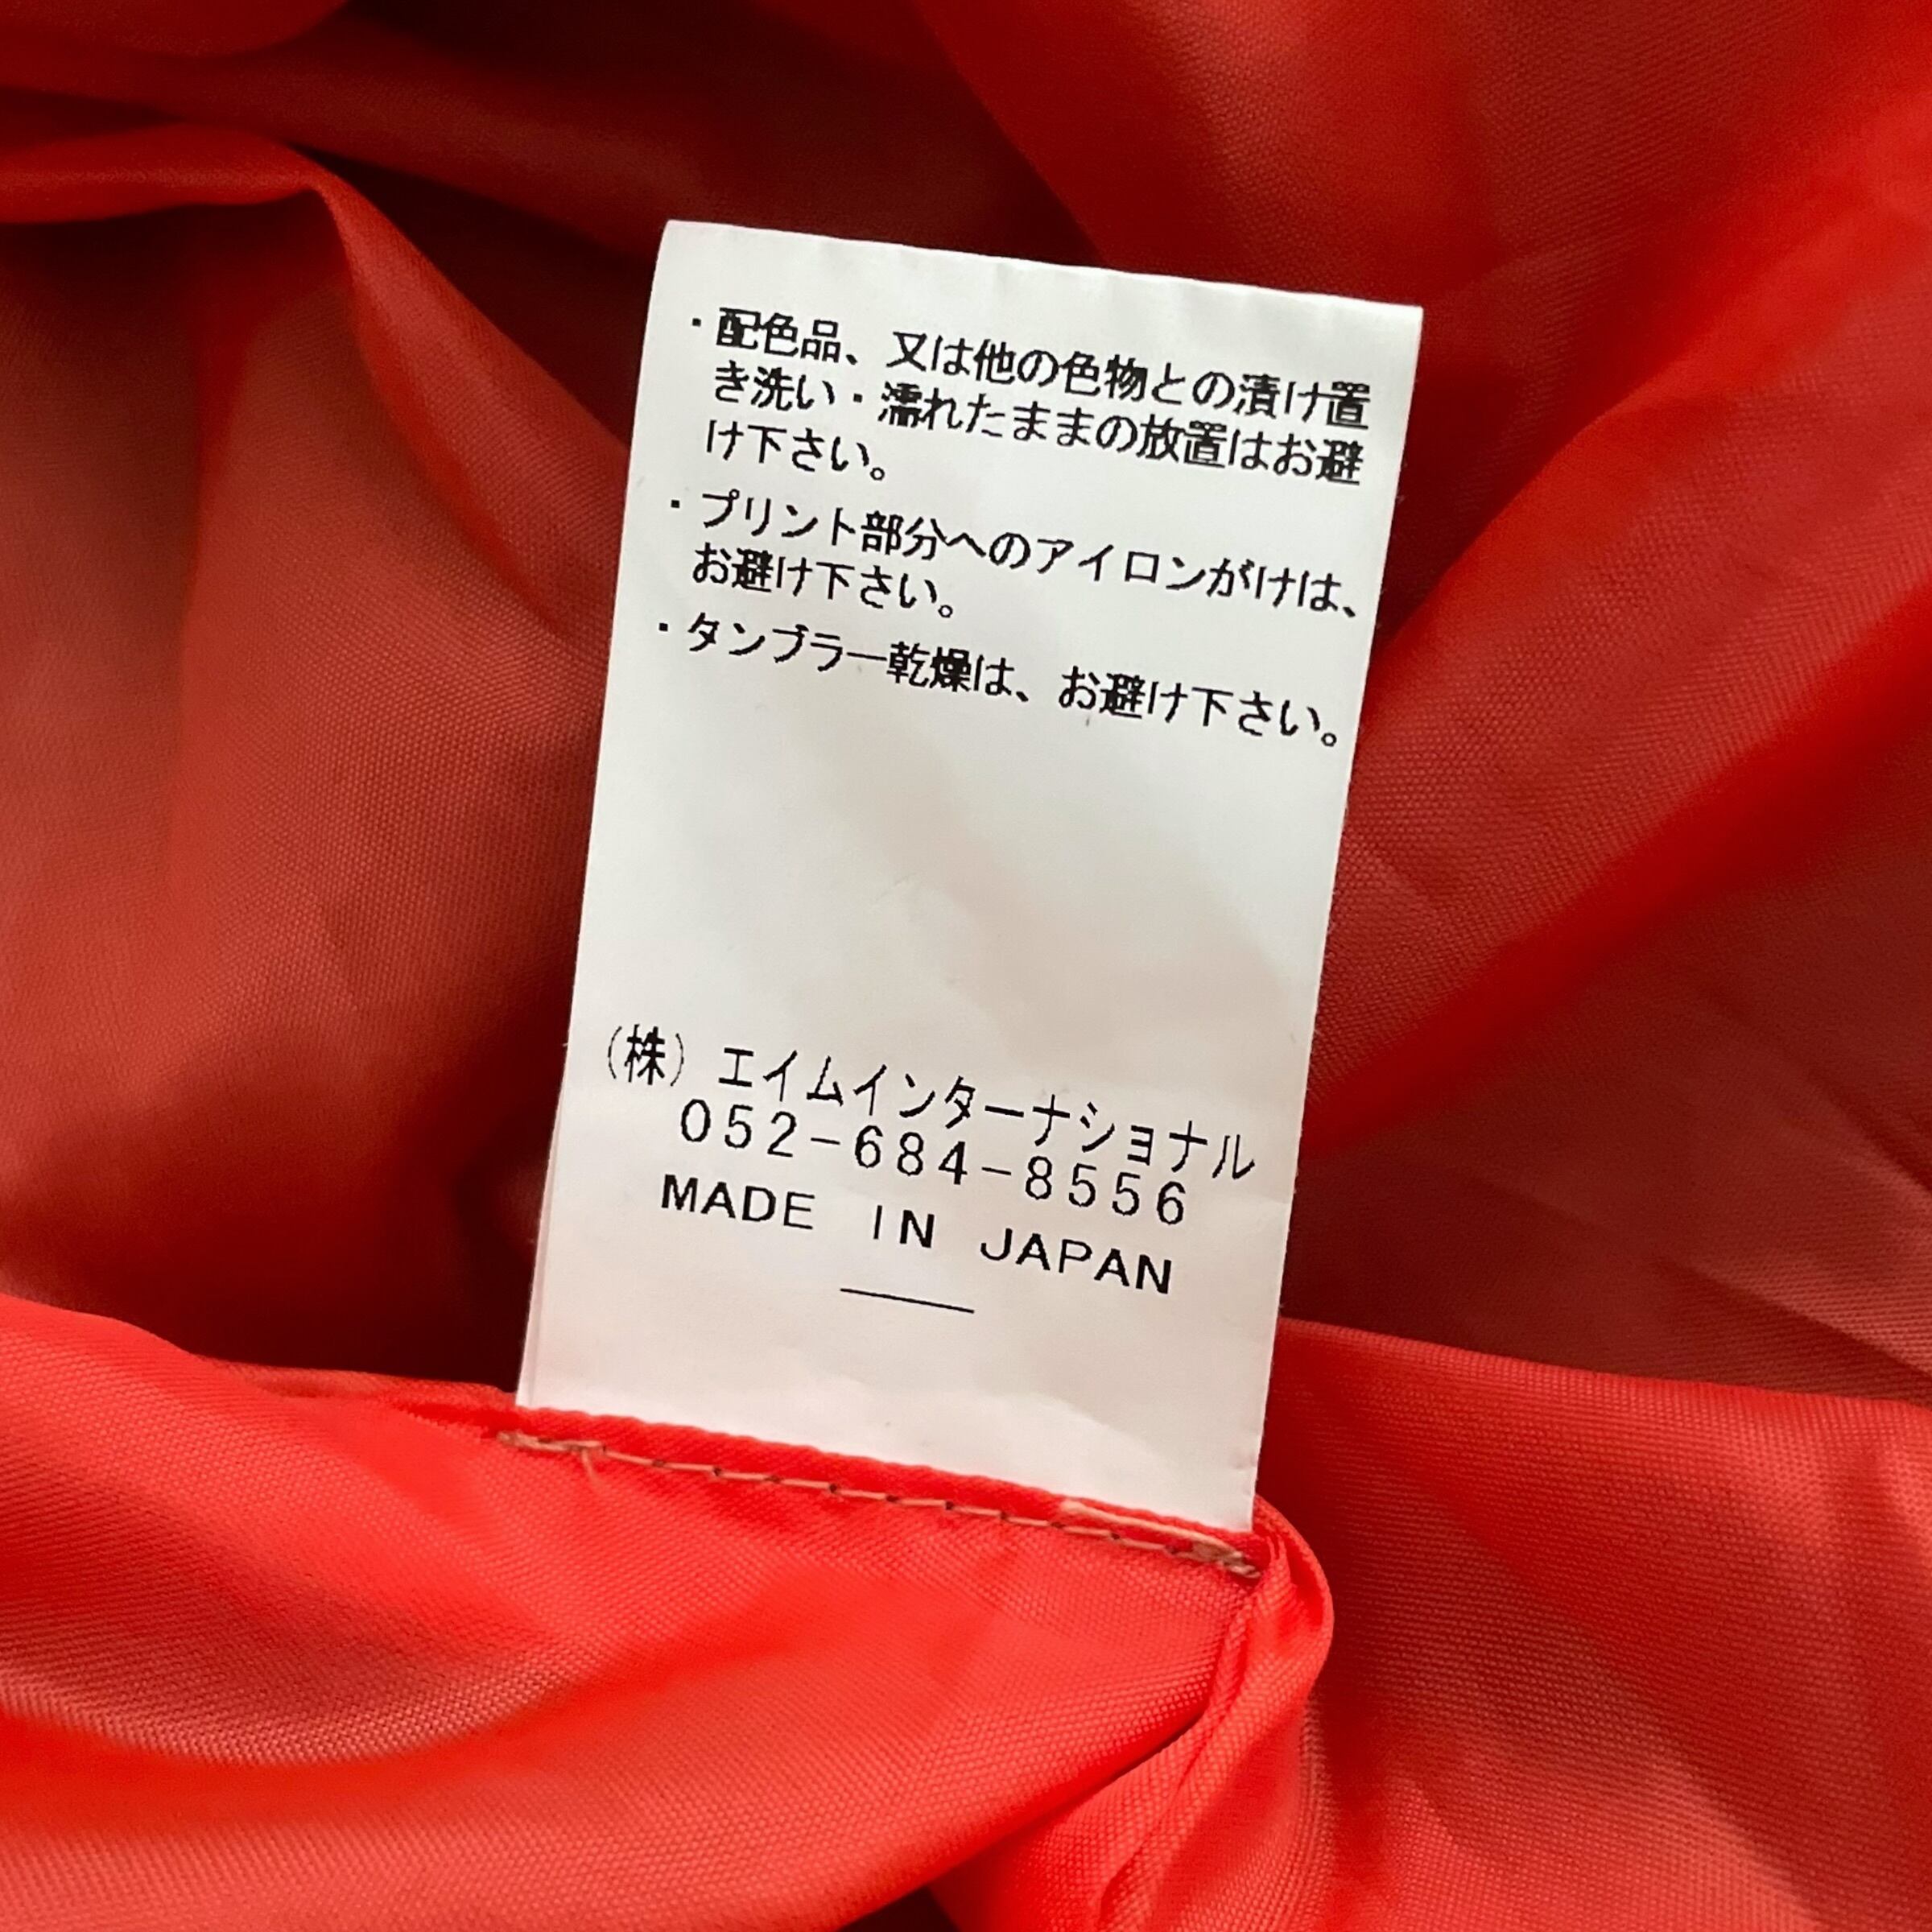 ・配色品、又は他の色物との漬け置
き洗い・濡れたままの放置はお避
け下さい。
・プリント部分へのアイロンがけは、
お避け下さい。
・タンブラー乾燥は、お避け下さい。
(株)エイムインターナショナル
052-684-8556
MADE IN JAPAN